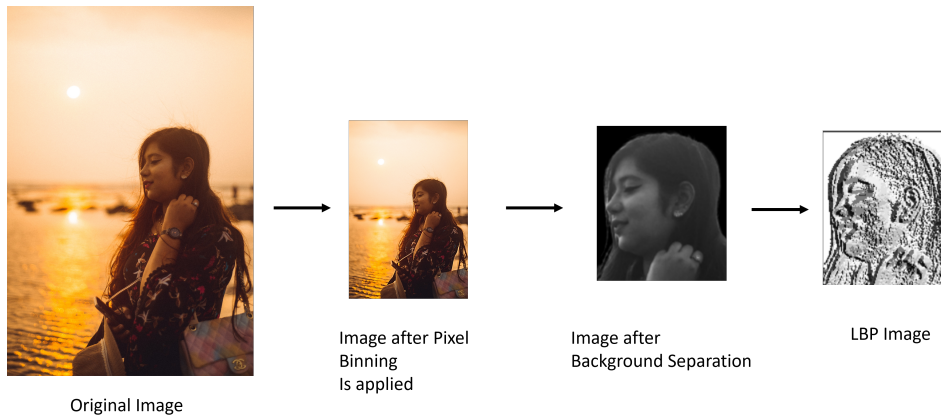 Original Image
Image after Pixel
Binning
Is applied
Image after
Background Separation
LBP Image